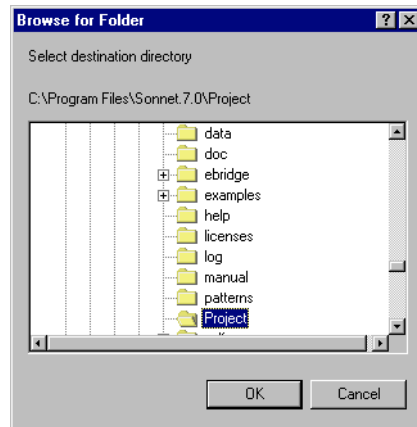 Browse for Folder
Select destination directory
C:\Program Files\Sonnet.7.0\Project
data
doc
ebridge
examples
help
licenses
log
manual
patterns
Project
OK Cancel